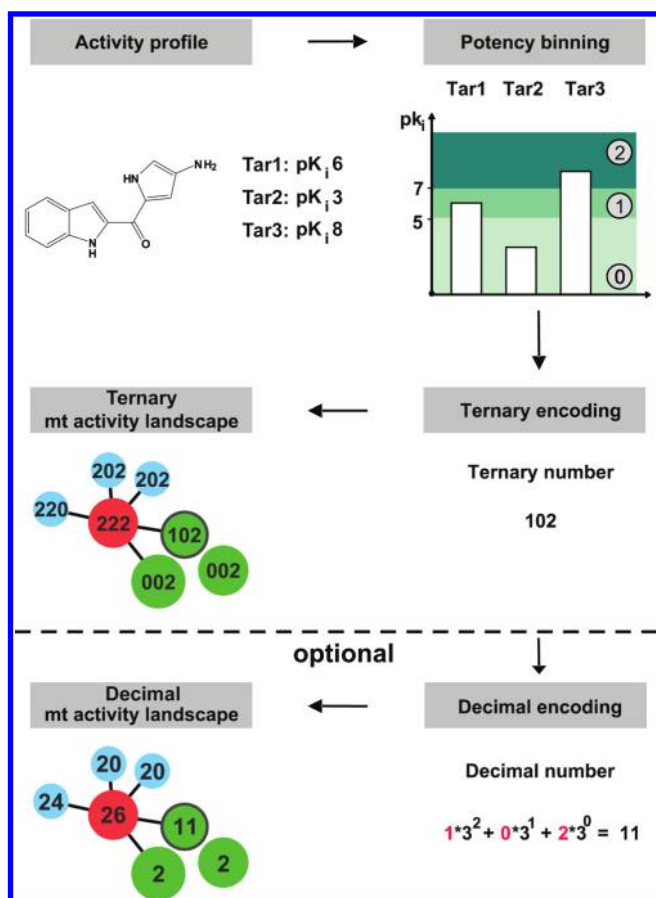 Activity profile
Potency binning
HN
NH2
N
H
O
Tar1: pKi 6
Tar2: pKi 3
Tar3: pKi 8
Tar1 Tar2 Tar3
pki
7
5
2
1
0
Ternary
mt activity landscape
Ternary encoding
202
202
220
222
102
002
002
Ternary number
102
optional
Decimal
mt activity landscape
Decimal encoding
20
20
24
26
11
2
2
Decimal number
1*3^2 + 0*3^1 + 2*3^0 = 11